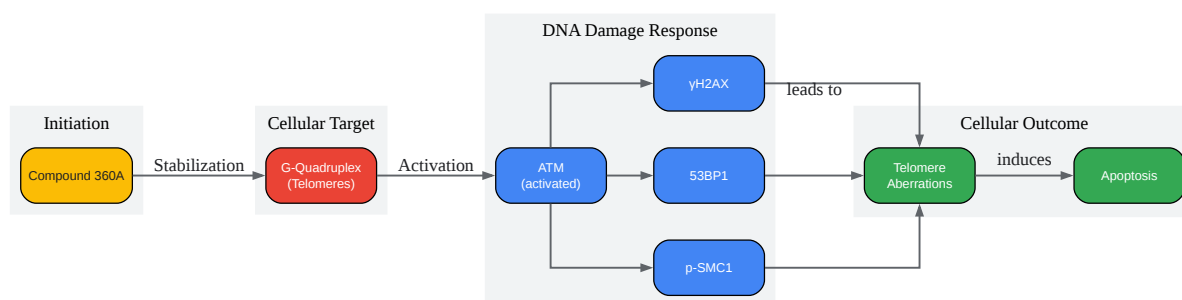 DNA Damage Response
γH2AX
leads to
Initiation
Cellular Target
Cellular Outcome
Compound 360A
Stabilization
G-Quadruplex
(Telomeres)
Activation
ATM
(activated)
53BP1
Telomere
Aberrations
induces
Apoptosis
p-SMC1